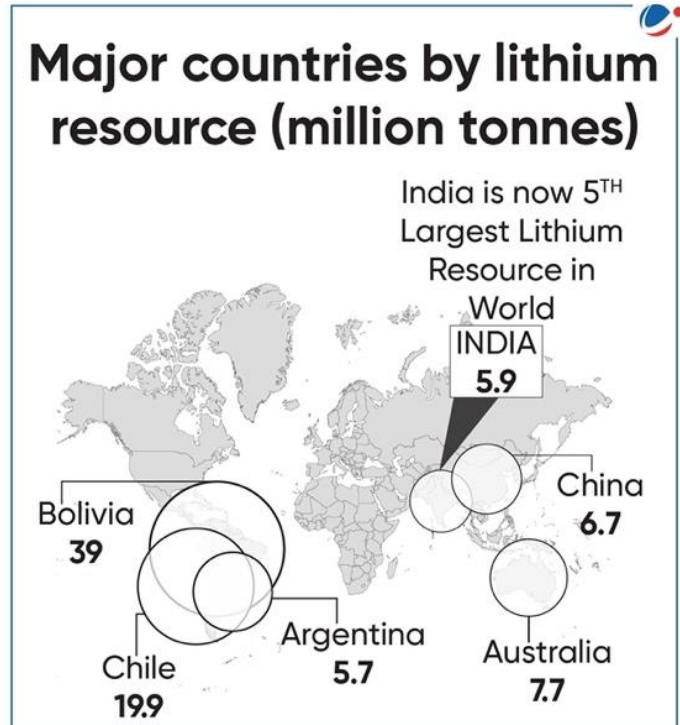 Major countries by lithium
resource (million tonnes)
India is now 5TH
Largest Lithium
Resource in
World
INDIA
5.9
China
6.7
Bolivia
39
Argentina
5.7
Chile
19.9
Australia
7.7